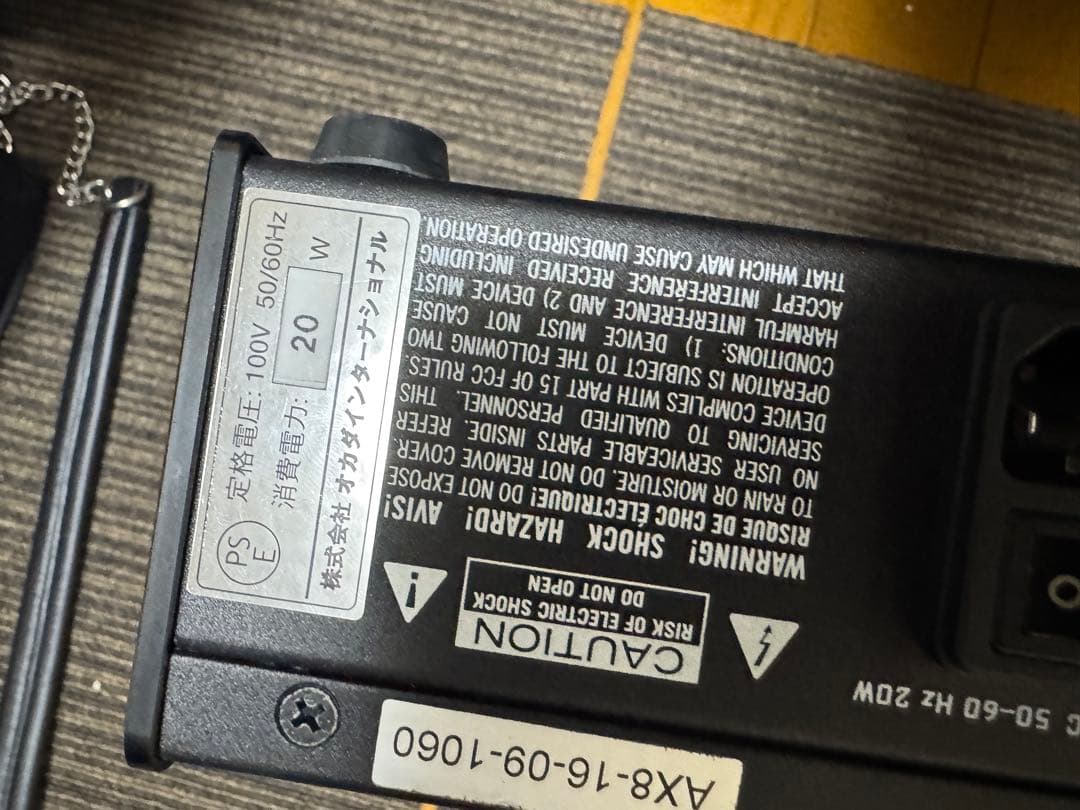 PS
E
定格電圧:100V 50/60Hz
消費電力: 20 W
株式会社 オカダインターナショナル
AX8-16-09-1060
C 50-60 Hz 20W
CAUTION
RISK OF ELECTRIC SHOCK
DO NOT OPEN
WARNING! SHOCK HAZARD! AVIS!
RISQUE DE CHOC ÉLECTRIQUE! DO NOT EXPOSE
TO RAIN OR MOISTURE. DO NOT REMOVE COVER.
NO USER SERVICEABLE PARTS INSIDE. REFER
SERVICING TO QUALIFIED PERSONNEL. THIS
DEVICE COMPLIES WITH PART 15 OF FCC RULES.
OPERATION IS SUBJECT TO THE FOLLOWING TWO
CONDITIONS: 1) DEVICE MUST NOT CAUSE
HARMFUL INTERFERENCE AND 2) DEVICE MUST
ACCEPT INTERFERENCE RECEIVED INCLUDING
THAT WHICH MAY CAUSE UNDESIRED OPERATION.